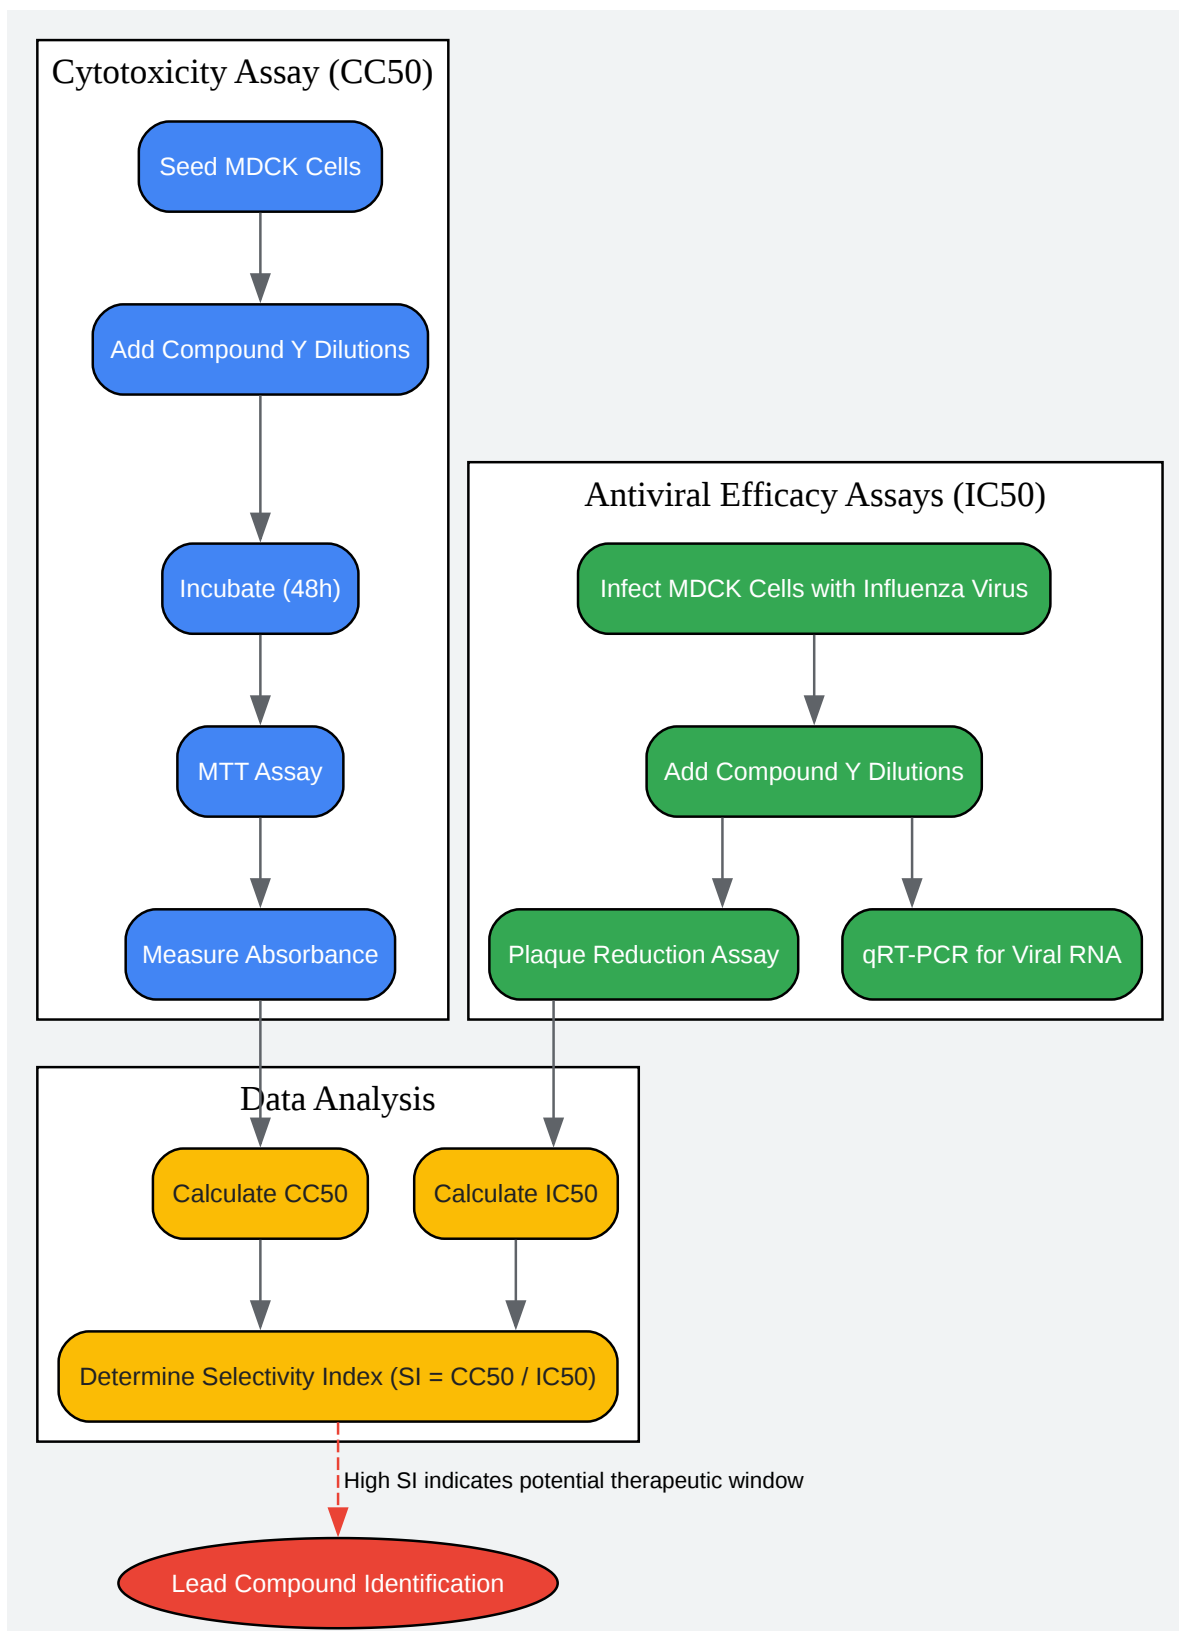 Cytotoxicity Assay (CC50)
Seed MDCK Cells
Add Compound Y Dilutions
Incubate (48h)
MTT Assay
Measure Absorbance
Antiviral Efficacy Assays (IC50)
Infect MDCK Cells with Influenza Virus
Add Compound Y Dilutions
Plaque Reduction Assay
qRT-PCR for Viral RNA
Data Analysis
Calculate CC50
Calculate IC50
Determine Selectivity Index (SI = CC50 / IC50)
High SI indicates potential therapeutic window
Lead Compound Identification